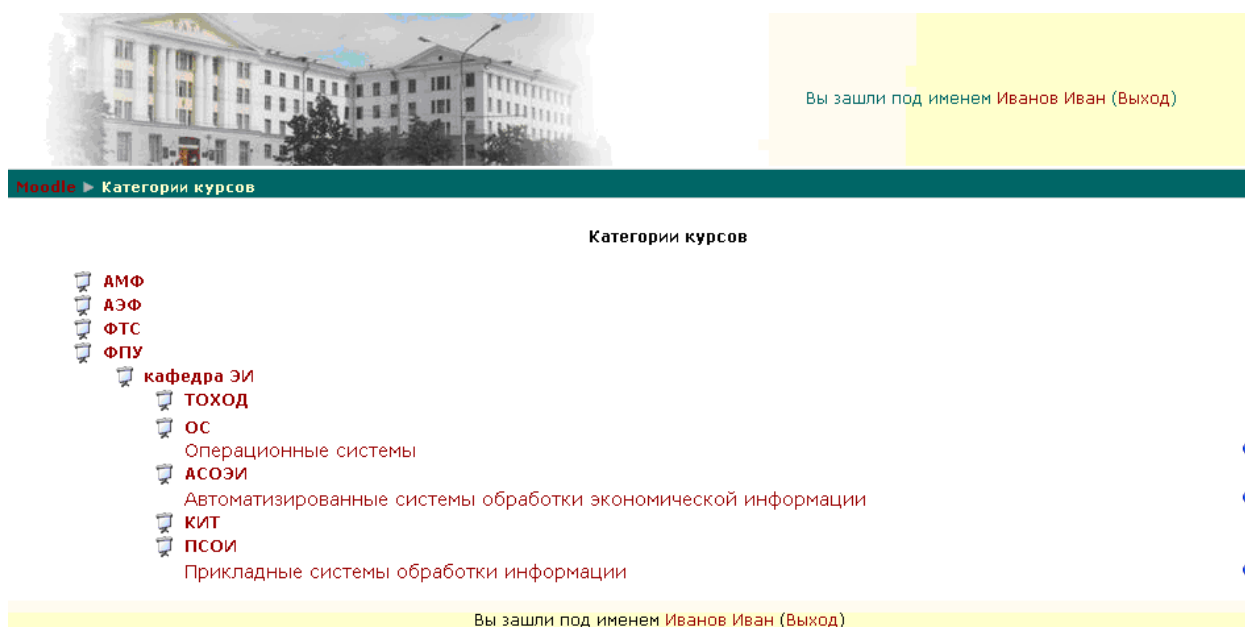 Вы зашли под именем Иванов Иван (Выход)
Moodle ► Категории курсов
Категории курсов
АМФ
АЭФ
ФТС
ФПУ
кафедра ЭИ
ТОХОД
ОС
Операционные системы
АСОЭИ
Автоматизированные системы обработки экономической информации
КИТ
ПСОИ
Прикладные системы обработки информации
Вы зашли под именем Иванов Иван (Выход)